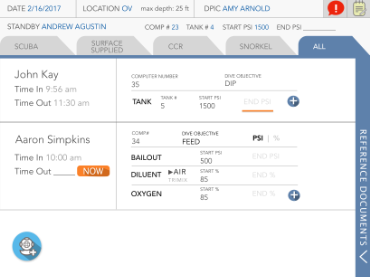 DATE 2/16/2017 LOCATION OV max depth: 25 ft DPIC AMY ARNOLD
STANDBY ANDREW AGUSTIN COMP # 23 TANK # 4 START PSI 1500 END PSI ________
SCUBA SURFACE SUPPLIED CCR SNORKEL ALL
John Kay
Time In 9:56 am
Time Out 11:30 am
COMPUTER NUMBER DIVE OBJECTIVE
35 DIP
TANK TANK # START PSI END PSI
5 1500
Aaron Simpkins
Time In 10:00 am
Time Out ____ NOW
COMP# DIVE OBJECTIVE PSI | %
34 FEED
BAILOUT START PSI END PSI
500
DILUENT ▶AIR START % END %
TRIMIX 85
OXYGEN START % END %
85
REFERENCE DOCUMENTS